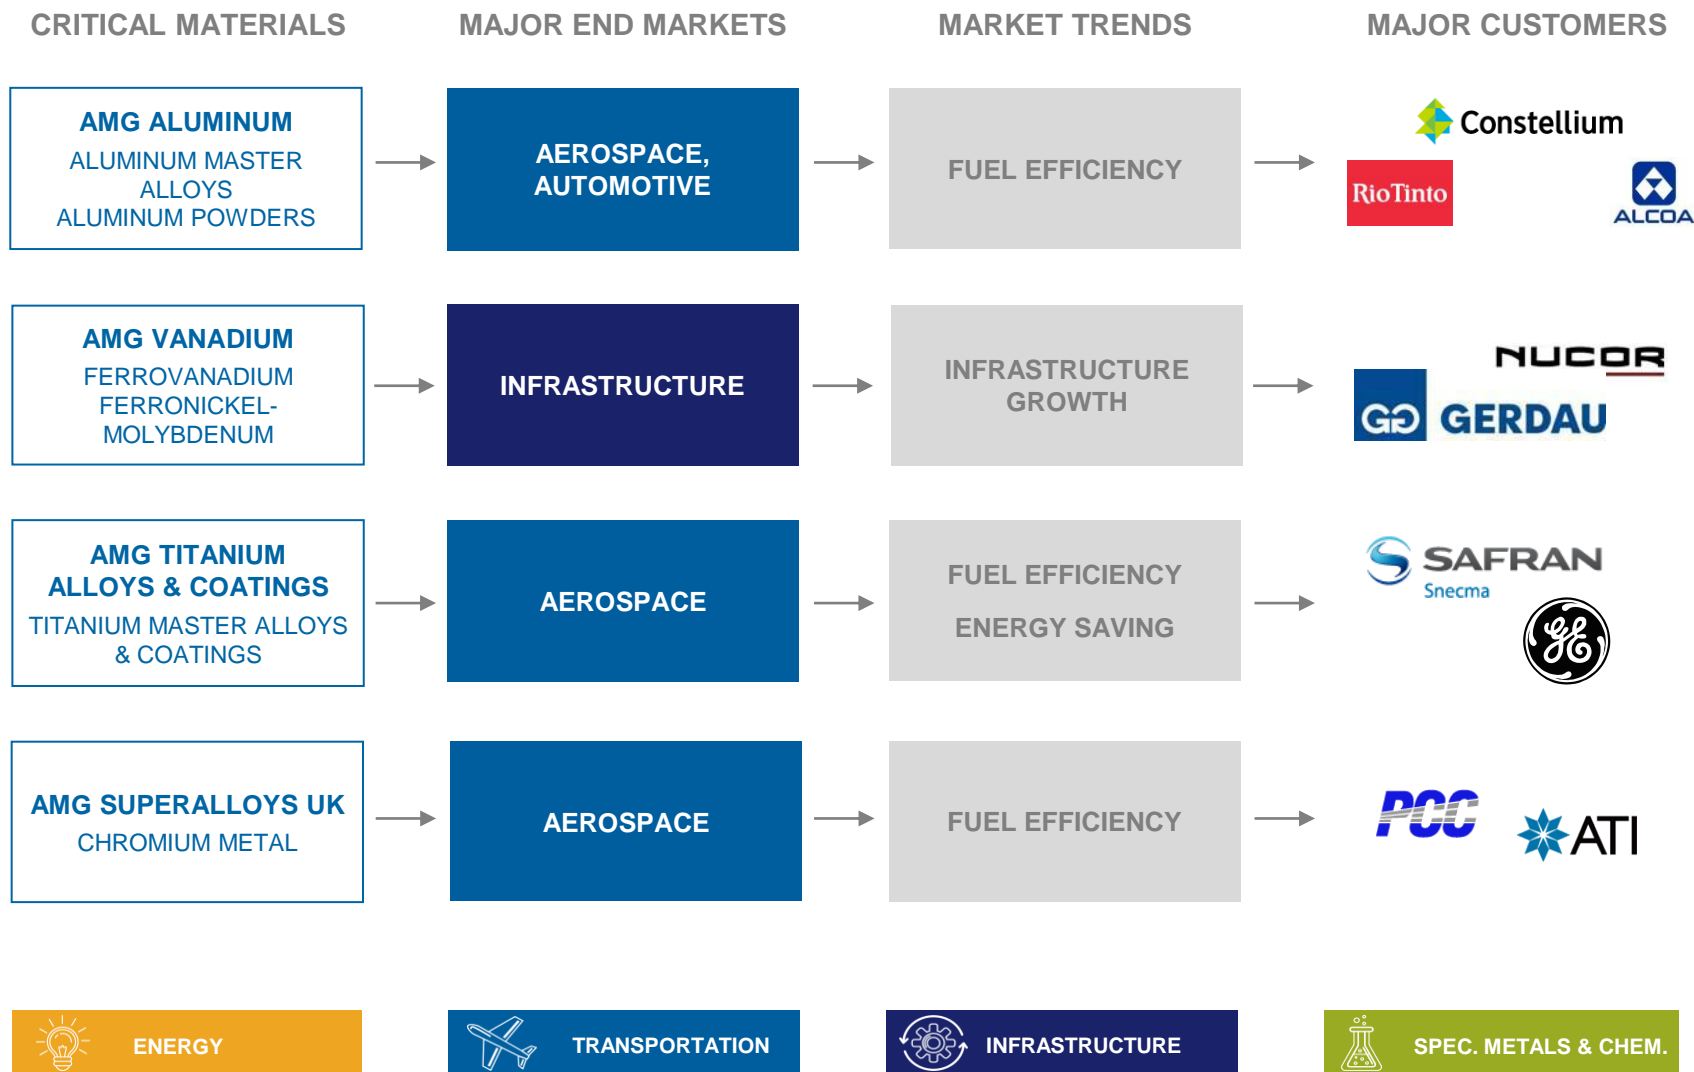 CRITICAL MATERIALS
MAJOR END MARKETS
MARKET TRENDS
MAJOR CUSTOMERS
AMG ALUMINUM
ALUMINUM MASTER
ALLOYS
ALUMINUM POWDERS
AEROSPACE,
AUTOMOTIVE
FUEL EFFICIENCY
Constellium
RioTinto
ALCOA
AMG VANADIUM
FERROVANADIUM
FERRONICKEL-
MOLYBDENUM
INFRASTRUCTURE
INFRASTRUCTURE
GROWTH
NUCOR
GG GERDAU
AMG TITANIUM
ALLOYS & COATINGS
TITANIUM MASTER ALLOYS
& COATINGS
AEROSPACE
FUEL EFFICIENCY
ENERGY SAVING
SAFRAN
Snecma
GE
AMG SUPERALLOYS UK
CHROMIUM METAL
AEROSPACE
FUEL EFFICIENCY
PCC
ATI
ENERGY
TRANSPORTATION
INFRASTRUCTURE
SPEC. METALS & CHEM.